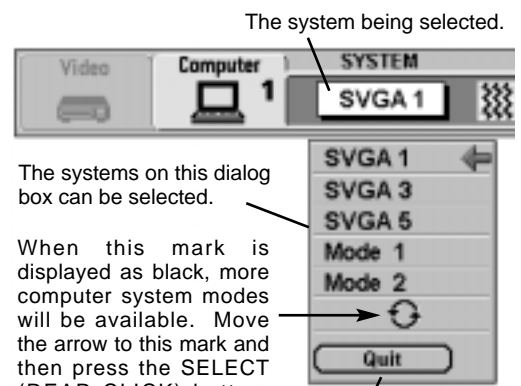 The system being selected.
Video
Computer
1
SYSTEM
SVGA 1
The systems on this dialog
box can be selected.
When this mark is
displayed as black, more
computer system modes
will be available. Move
the arrow to this mark and
then press the SELECT
SVGA 1
SVGA 3
SVGA 5
Mode 1
Mode 2
Quit